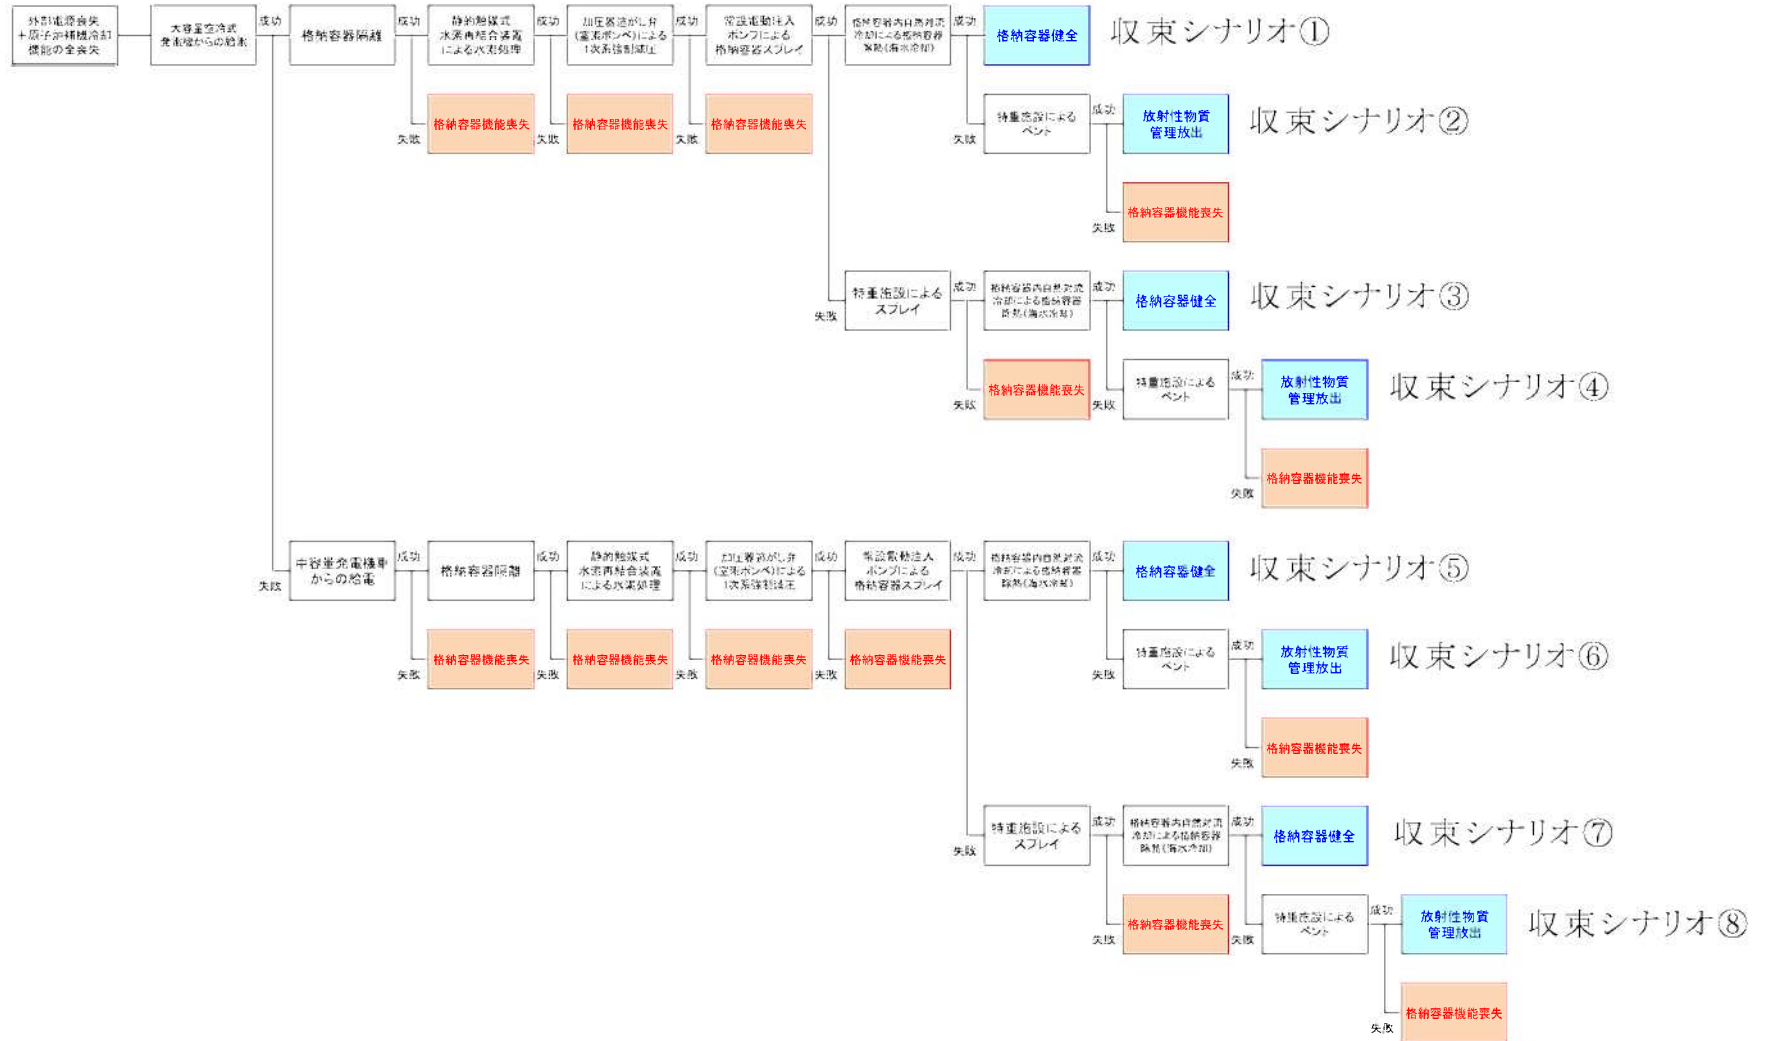 外部電源喪失
+原子炉補機冷却
機能の全喪失
大容量空冷式
発電機からの給電
成功
格納容器隔離
成功
静的触媒式
水素再結合装置
による水素処理
成功
加圧器逃がし弁
(窒素ボンベ)による
1次系強制減圧
成功
常設電動注入
ポンプによる
格納容器スプレイ
成功
格納容器内自然対流
冷却による格納容器
除熱(海水冷却)
成功
格納容器健全
収束シナリオ①
失敗
格納容器機能喪失
失敗
格納容器機能喪失
失敗
格納容器機能喪失
失敗
特重施設による
ベント
成功
放射性物質
管理放出
収束シナリオ②
失敗
格納容器機能喪失
失敗
特重施設による
スプレイ
成功
格納容器内自然対流
冷却による格納容器
除熱(海水冷却)
成功
格納容器健全
収束シナリオ③
失敗
格納容器機能喪失
失敗
特重施設による
ベント
成功
放射性物質
管理放出
収束シナリオ④
失敗
格納容器機能喪失
失敗
中容量発電機車
からの給電
成功
格納容器隔離
成功
静的触媒式
水素再結合装置
による水素処理
成功
加圧器逃がし弁
(窒素ボンベ)による
1次系強制減圧
成功
常設電動注入
ポンプによる
格納容器スプレイ
成功
格納容器内自然対流
冷却による格納容器
除熱(海水冷却)
成功
格納容器健全
収束シナリオ⑤
失敗
格納容器機能喪失
失敗
格納容器機能喪失
失敗
格納容器機能喪失
失敗
格納容器機能喪失
失敗
特重施設による
ベント
成功
放射性物質
管理放出
収束シナリオ⑥
失敗
格納容器機能喪失
失敗
特重施設による
スプレイ
成功
格納容器内自然対流
冷却による格納容器
除熱(海水冷却)
成功
格納容器健全
収束シナリオ⑦
失敗
格納容器機能喪失
失敗
特重施設による
ベント
成功
放射性物質
管理放出
収束シナリオ⑧
失敗
格納容器機能喪失